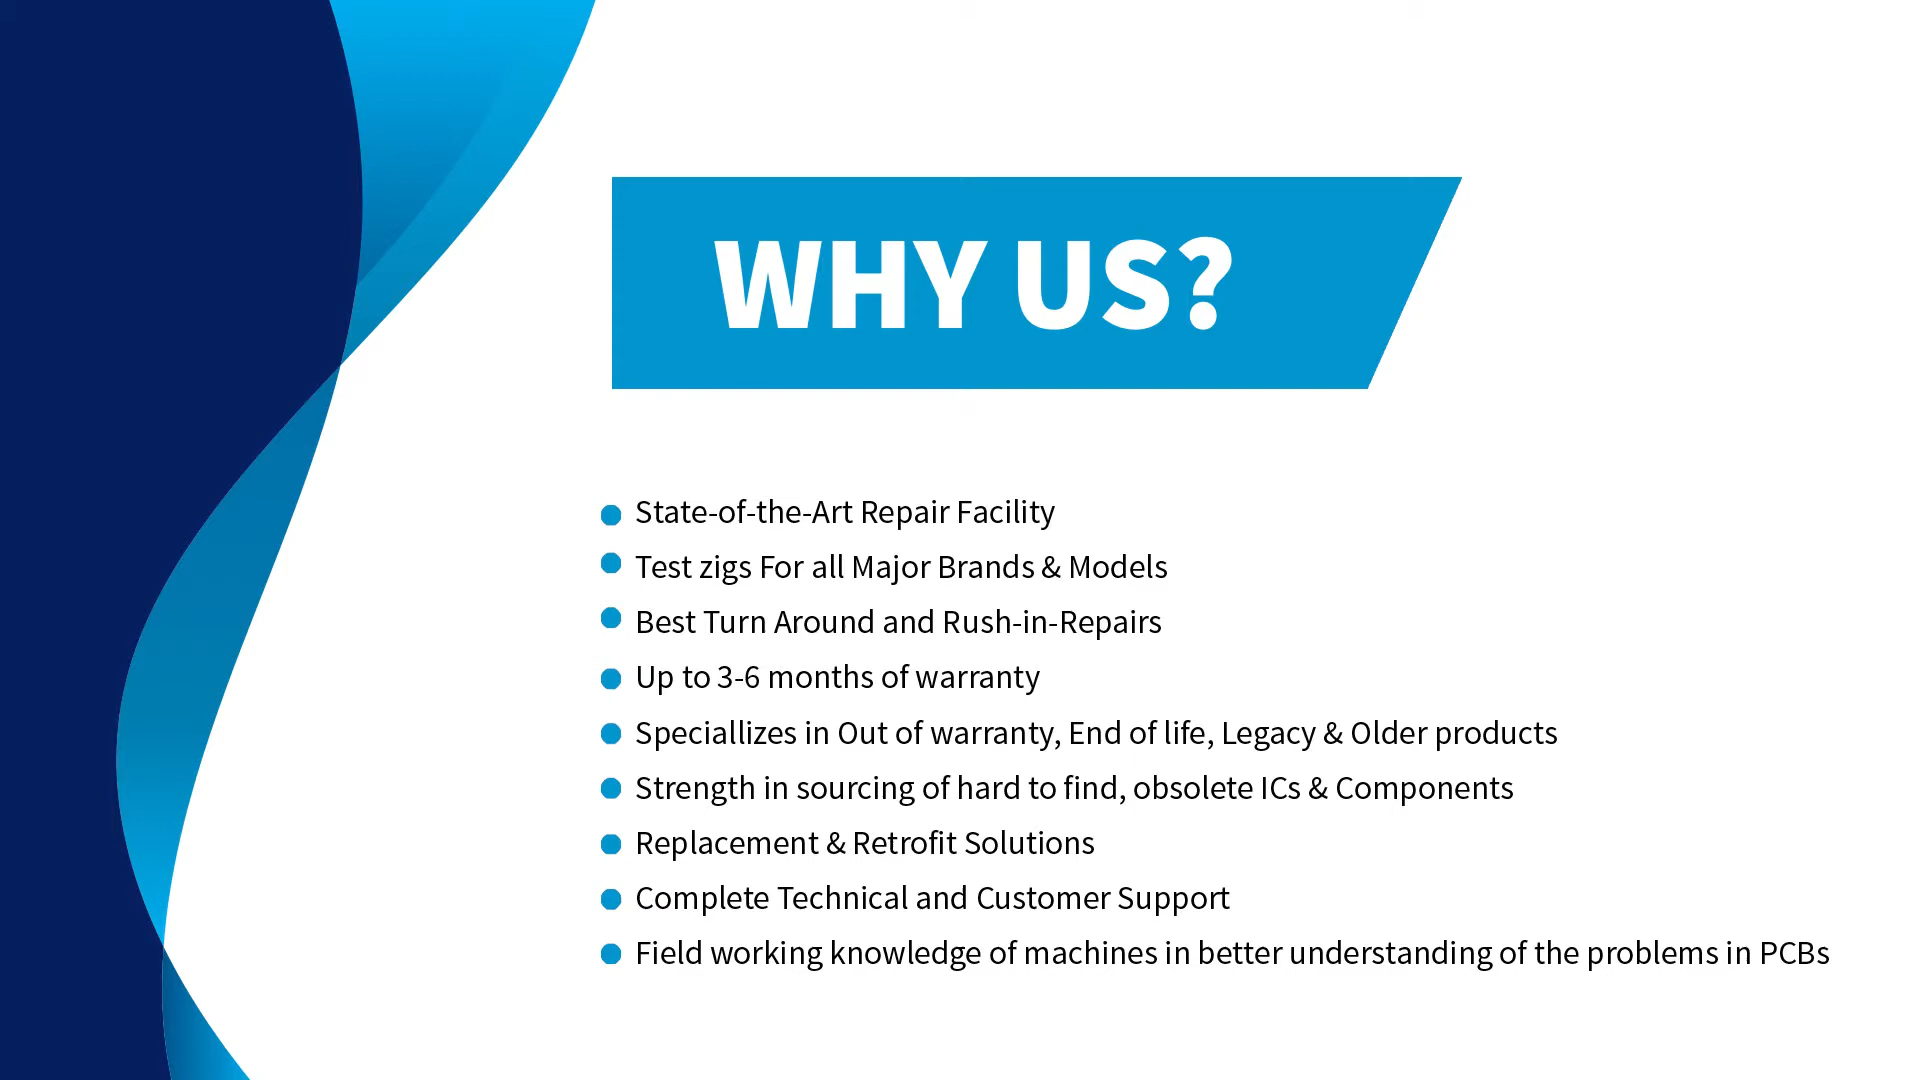 WHY US?
State-of-the-Art Repair Facility
Test zigs For all Major Brands & Models
Best Turn Around and Rush-in-Repairs
Up to 3-6 months of warranty
Speciallizes in Out of warranty, End of life, Legacy & Older products
Strength in sourcing of hard to find, obsolete ICs & Components
Replacement & Retrofit Solutions
Complete Technical and Customer Support
Field working knowledge of machines in better understanding of the problems in PCBs